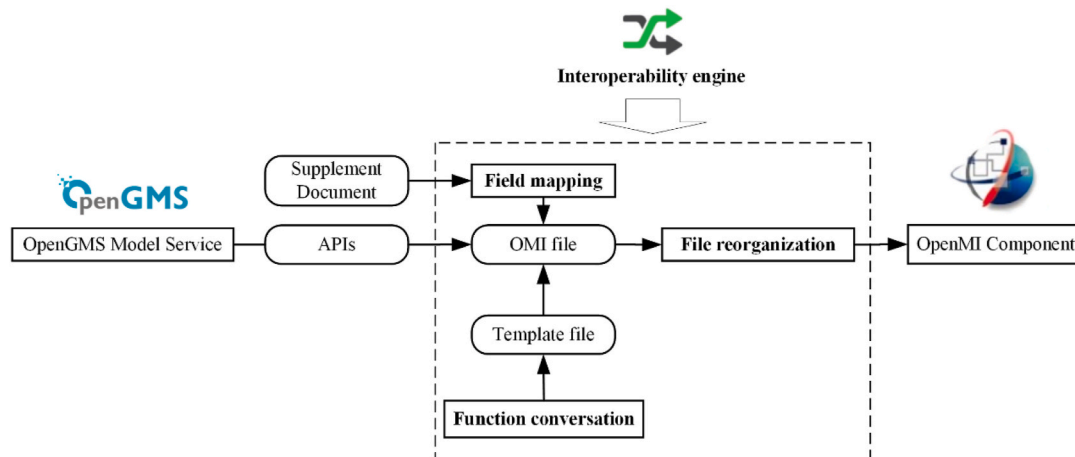 Interoperability engine
Supplement
Document
Field mapping
OpenGMS
OpenGMS Model Service
APIs
OMI file
File reorganization
OpenMI Component
Template file
Function conversation